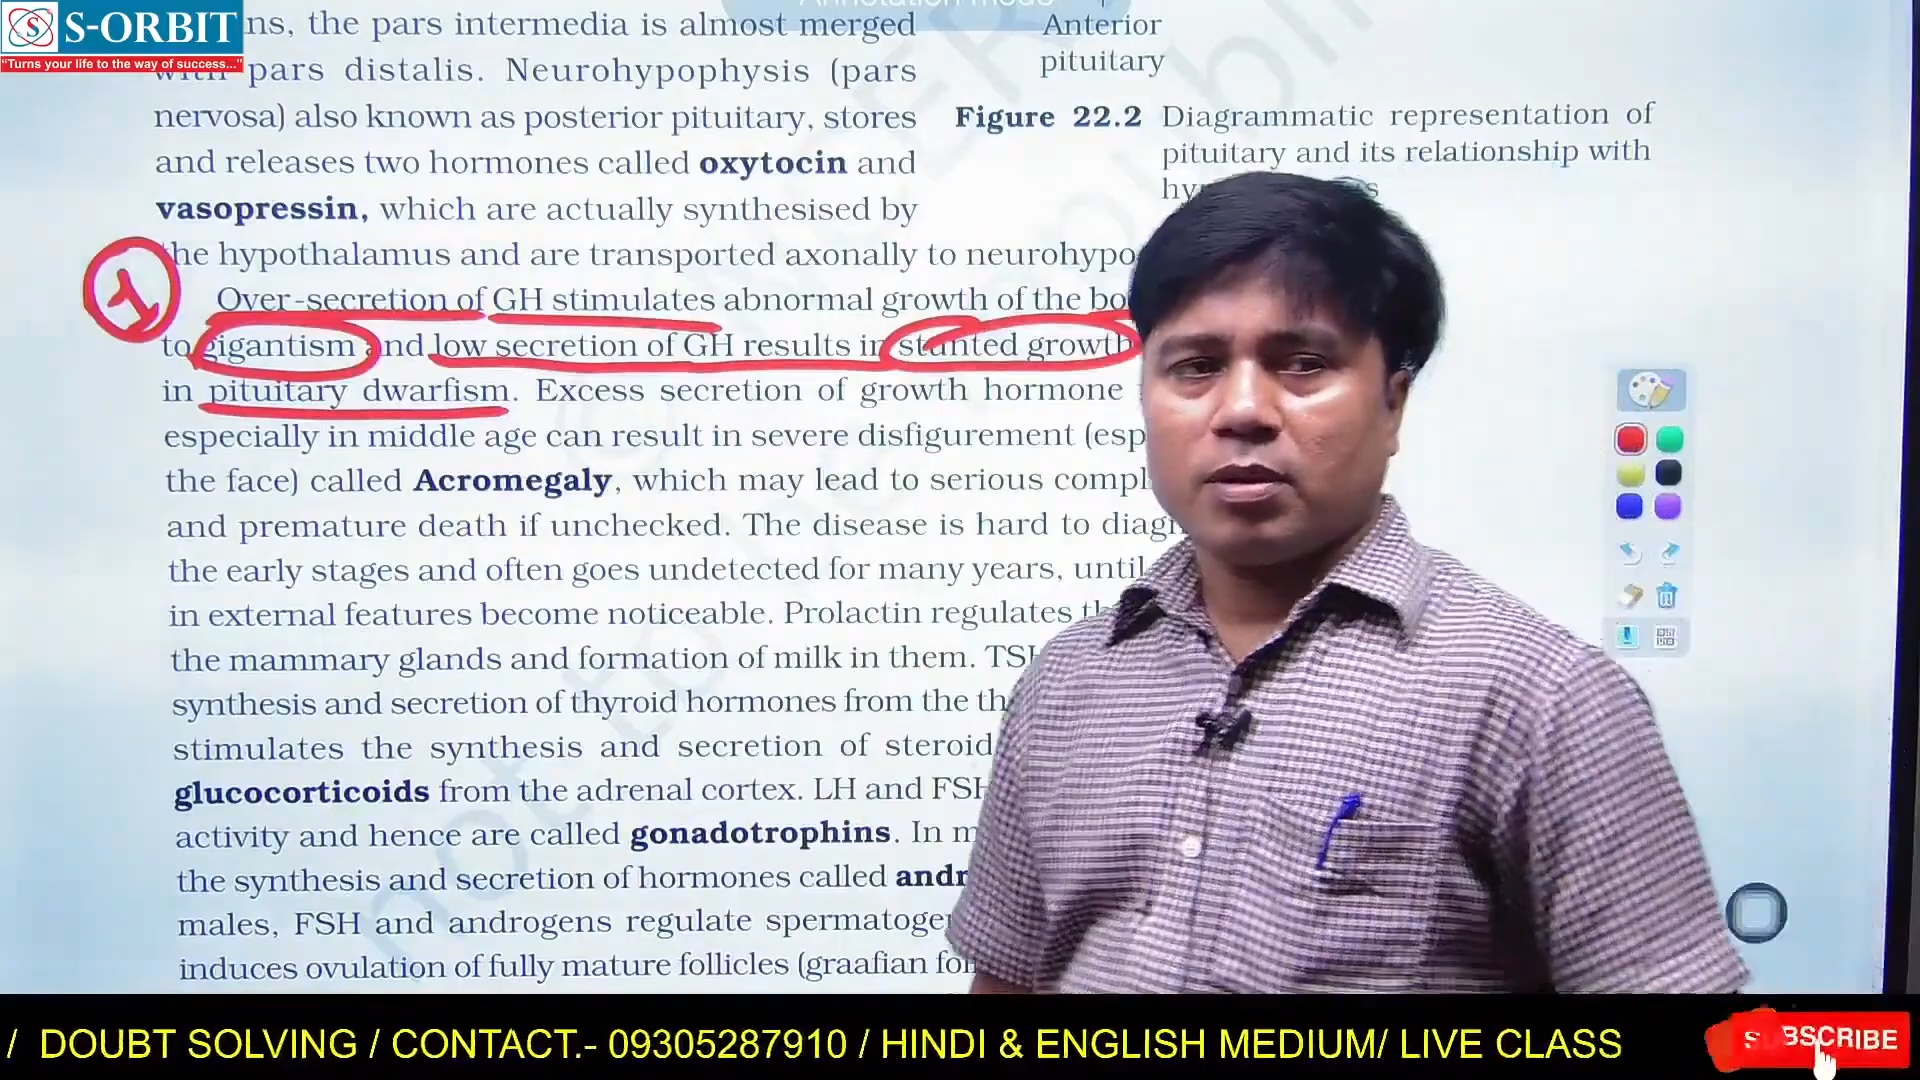 S S-ORBIT
"Turns your life to the way of success..."
Annotation mode
ns, the pars intermedia is almost merged
with pars distalis. Neurohypophysis (pars
nervosa) also known as posterior pituitary, stores
and releases two hormones called oxytocin and
vasopressin, which are actually synthesised by
the hypothalamus and are transported axonally to neurohypo
1
Over-secretion of GH stimulates abnormal growth of the bo
to gigantism and low secretion of GH results in stunted growth
in pituitary dwarfism. Excess secretion of growth hormone
especially in middle age can result in severe disfigurement (esp
the face) called Acromegaly, which may lead to serious compl
and premature death if unchecked. The disease is hard to diagn
the early stages and often goes undetected for many years, until
in external features become noticeable. Prolactin regulates th
the mammary glands and formation of milk in them. TSH
synthesis and secretion of thyroid hormones from the th
stimulates the synthesis and secretion of steroid
glucocorticoids from the adrenal cortex. LH and FSH
activity and hence are called gonadotrophins. In m
the synthesis and secretion of hormones called andr
males, FSH and androgens regulate spermatoge
induces ovulation of fully mature follicles (graafian fol
Anterior
pituitary
Figure 22.2 Diagrammatic representation of
pituitary and its relationship with
/ DOUBT SOLVING / CONTACT.- 09305287910 / HINDI & ENGLISH MEDIUM/ LIVE CLASS
SUBSCRIBE